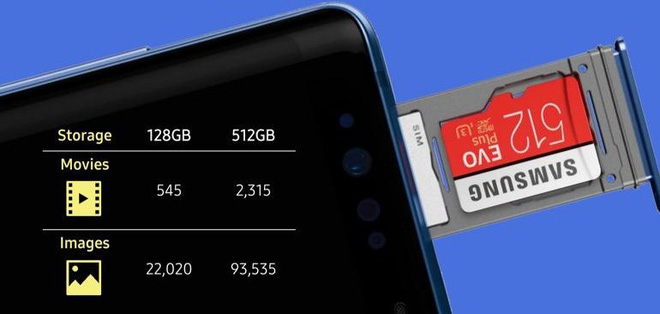 Storage 128GB 512GB
Movies
545 2,315
Images
22,020 93,535
SIM
512
EVO
Plus
SAMSUNG